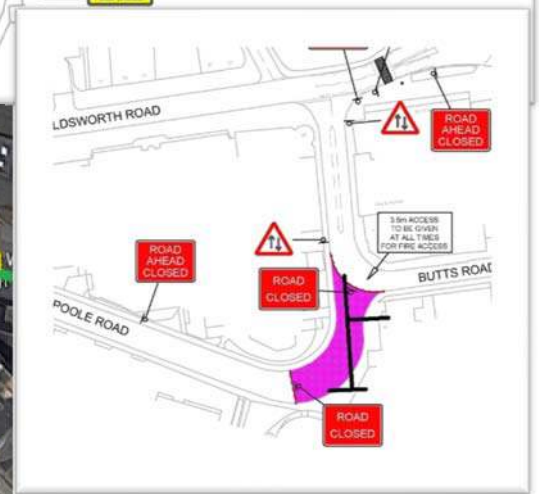 LDSWORTH ROAD
ROAD
AHEAD
CLOSED
3.6m ACCESS
TO BE GIVEN
AT ALL TIMES
FOR FIRE ACCESS
ROAD
AHEAD
CLOSED
ROAD
CLOSED
BUTTS ROAD
POOLE ROAD
ROAD
CLOSED